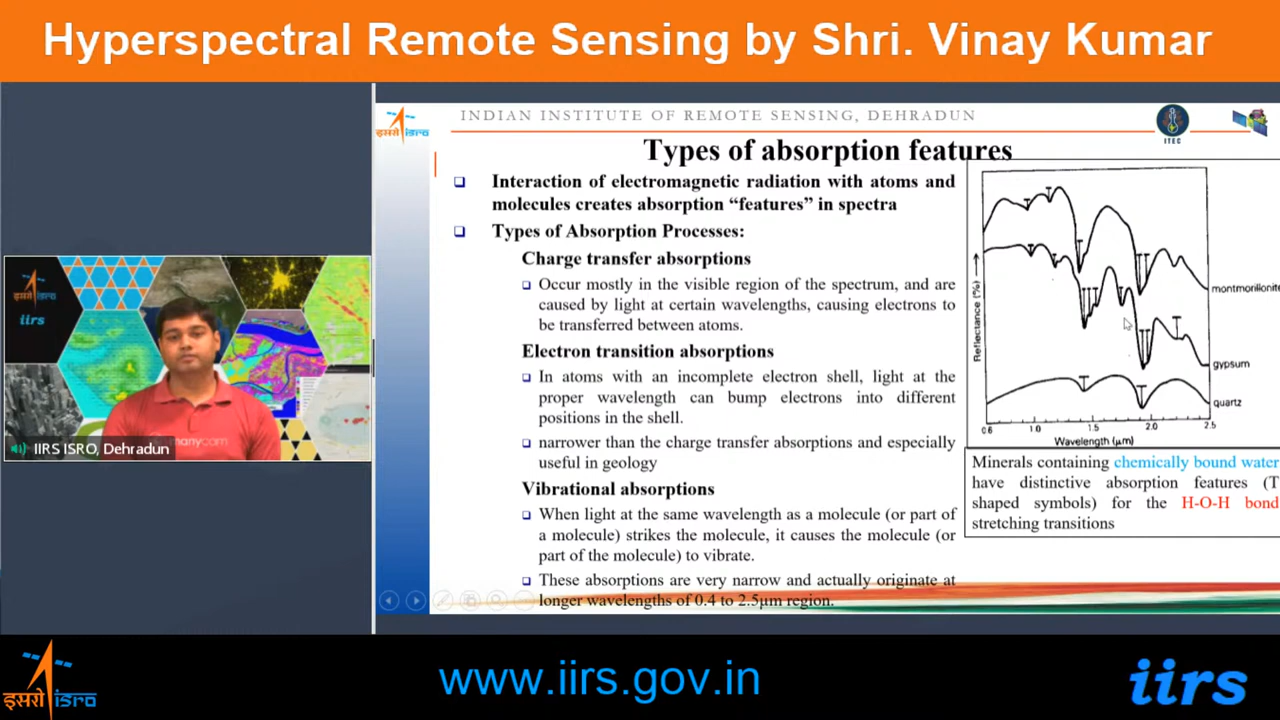 Hyperspectral Remote Sensing by Shri. Vinay Kumar
इसरो isro
INDIAN INSTITUTE OF REMOTE SENSING, DEHRADUN
ITEC
Types of absorption features
Interaction of electromagnetic radiation with atoms and
molecules creates absorption “features” in spectra
Types of Absorption Processes:
Charge transfer absorptions
Occur mostly in the visible region of the spectrum, and are
caused by light at certain wavelengths, causing electrons to
be transferred between atoms.
Electron transition absorptions
In atoms with an incomplete electron shell, light at the
proper wavelength can bump electrons into different
positions in the shell.
narrower than the charge transfer absorptions and especially
useful in geology
Vibrational absorptions
When light at the same wavelength as a molecule (or part of
a molecule) strikes the molecule, it causes the molecule (or
part of the molecule) to vibrate.
These absorptions are very narrow and actually originate at
longer wavelengths of 0.4 to 2.5µm region.
Reflectance (%)
montmorillonite
gypsum
quartz
0.6 1.0 1.5 2.0 2.5
Wavelength (µm)
Minerals containing chemically bound water
have distinctive absorption features (T
shaped symbols) for the H-O-H bond
stretching transitions
इसरो isro
iirs
manycam
IIRS ISRO, Dehradun
इसरो isro
www.iirs.gov.in
iirs